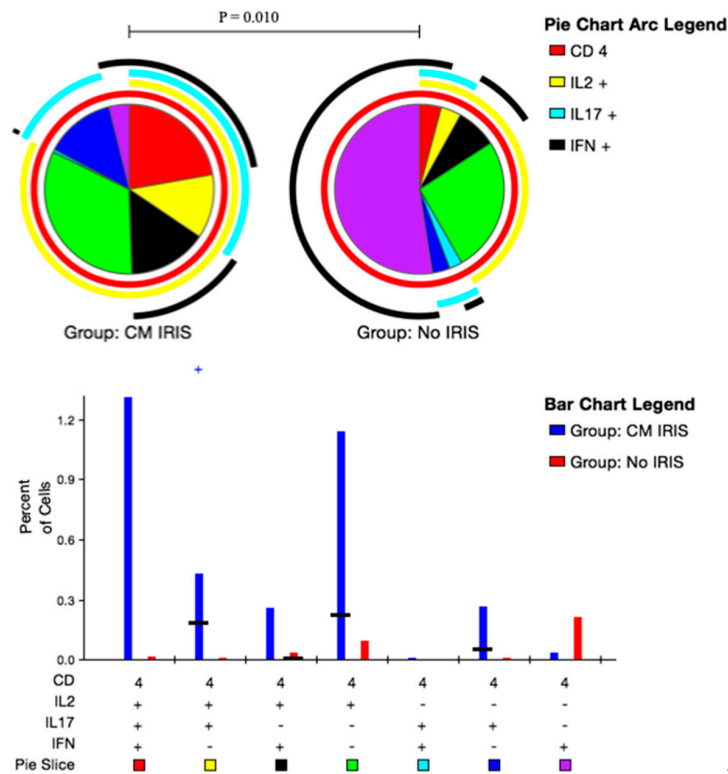 P = 0.010
Pie Chart Arc Legend
CD 4
IL2 +
IL17 +
IFN +
Group: CM IRIS
Group: No IRIS
+
Bar Chart Legend
Group: CM IRIS
Group: No IRIS
Percent
of Cells
1.2
0.9
0.6
0.3
0.0
CD 4 4 4 4 4 4 4
IL2 + + + + - - -
IL17 + + - - + + -
IFN + - + - + - +
Pie Slice